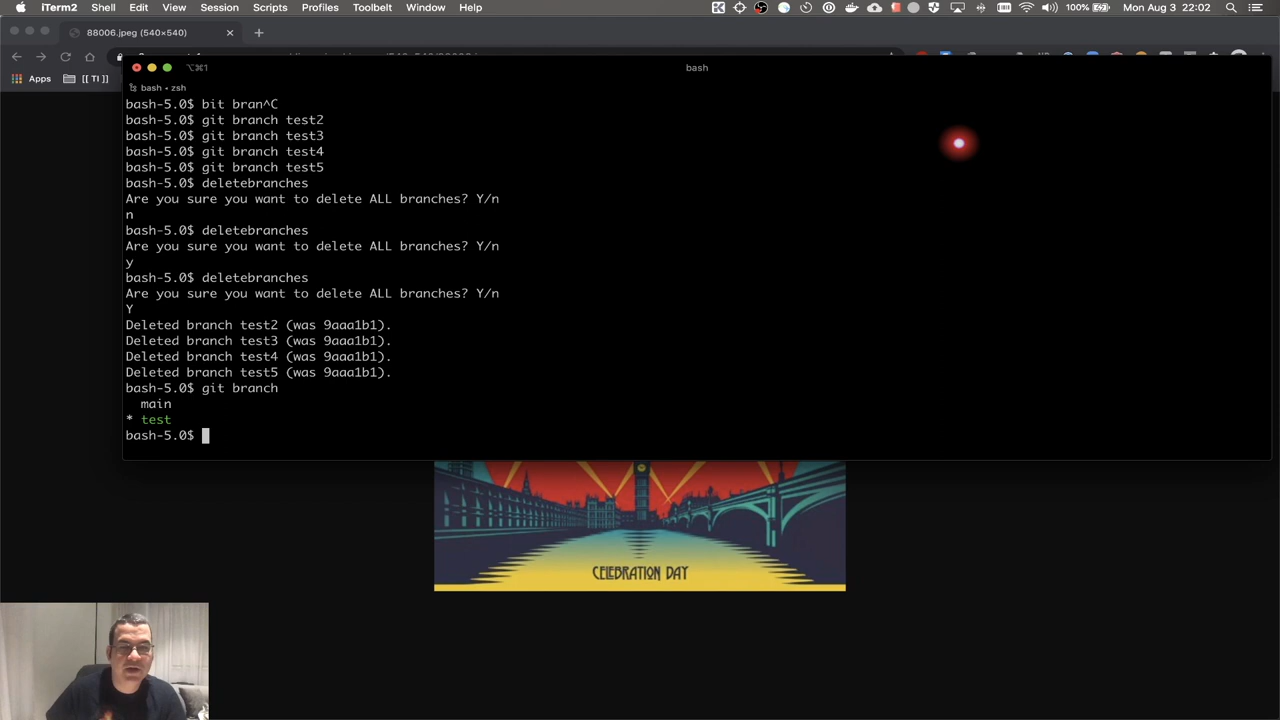 iTerm2 Shell Edit View Session Scripts Profiles Toolbelt Window Help 100% Mon Aug 3 22:02
88006.jpeg (540×540)
Apps [[ TI ]]
⌥⌘1 bash
bash • zsh
bash-5.0$ bit bran^C
bash-5.0$ git branch test2
bash-5.0$ git branch test3
bash-5.0$ git branch test4
bash-5.0$ git branch test5
bash-5.0$ deletebranches
Are you sure you want to delete ALL branches? Y/n
n
bash-5.0$ deletebranches
Are you sure you want to delete ALL branches? Y/n
y
bash-5.0$ deletebranches
Are you sure you want to delete ALL branches? Y/n
Y
Deleted branch test2 (was 9aaa1b1).
Deleted branch test3 (was 9aaa1b1).
Deleted branch test4 (was 9aaa1b1).
Deleted branch test5 (was 9aaa1b1).
bash-5.0$ git branch
main
* test
bash-5.0$
CELEBRATION DAY